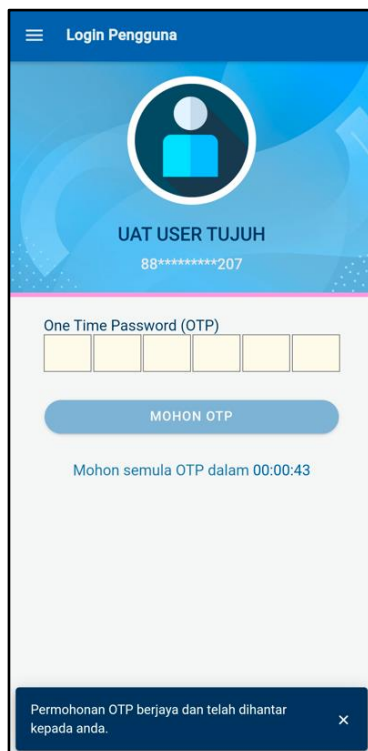 Login Pengguna
UAT USER TUJUH
88*********207
One Time Password (OTP)
MOHON OTP
Mohon semula OTP dalam 00:00:43
Permohonan OTP berjaya dan telah dihantar
kepada anda.